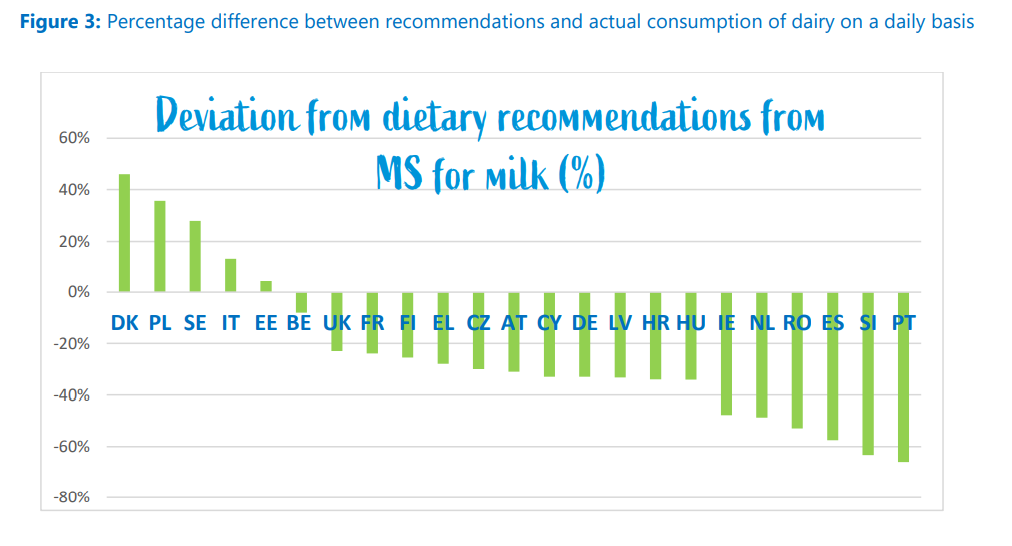 Figure 3: Percentage difference between recommendations and actual consumption of dairy on a daily basis
Deviation from dietary recommendations from
MS for milk (%)
60%
40%
20%
0%
DK PL SE IT EE BE UK FR FI EL CZ AT CY DE LV HR HU IE NL RO ES SI PT
-20%
-40%
-60%
-80%